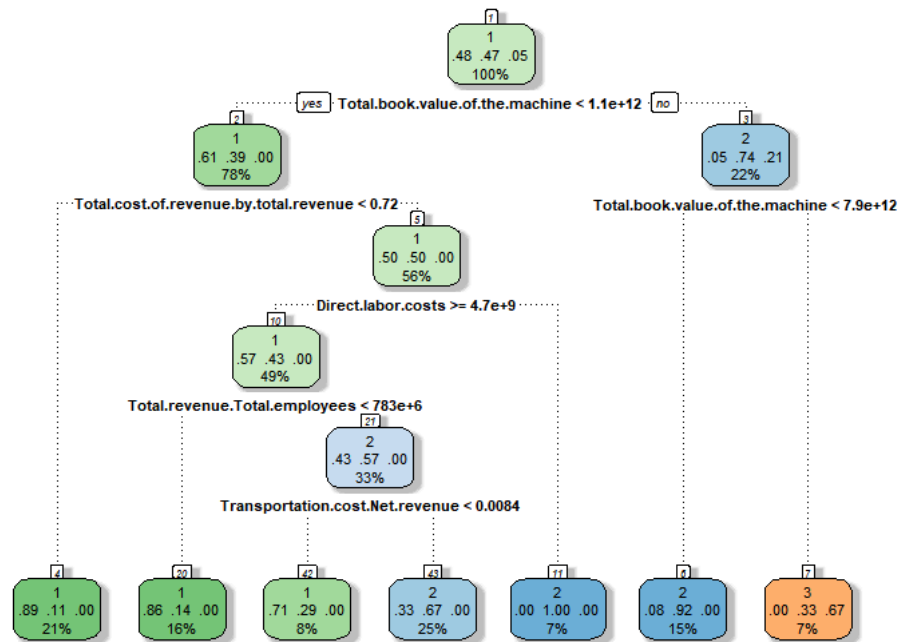 1
1
.48 .47 .05
100%
yes Total.book.value.of.the.machine < 1.1e+12 no
2
1
.61 .39 .00
78%
3
2
.05 .74 .21
22%
Total.cost.of.revenue.by.total.revenue < 0.72
Total.book.value.of.the.machine < 7.9e+12
5
1
.50 .50 .00
56%
Direct.labor.costs >= 4.7e+9
10
1
.57 .43 .00
49%
Total.revenue.Total.employees < 783e+6
21
2
.43 .57 .00
33%
Transportation.cost.Net.revenue < 0.0084
4
1
.89 .11 .00
21%
20
1
.86 .14 .00
16%
42
1
.71 .29 .00
8%
43
2
.33 .67 .00
25%
11
2
.00 1.00 .00
7%
6
2
.08 .92 .00
15%
7
3
.00 .33 .67
7%